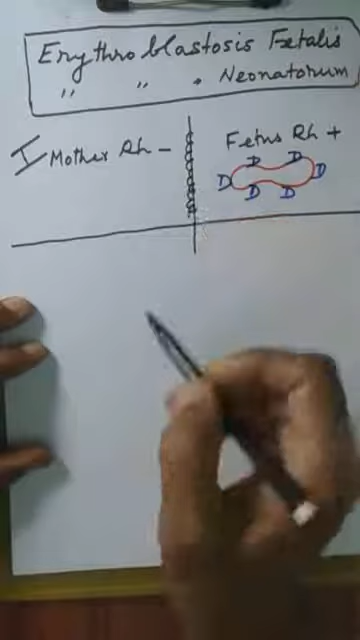 Erythroblastosis Fetalis
" " . Neonatorum
I Mother Rh -
Fetus Rh +
D D
D D
D D